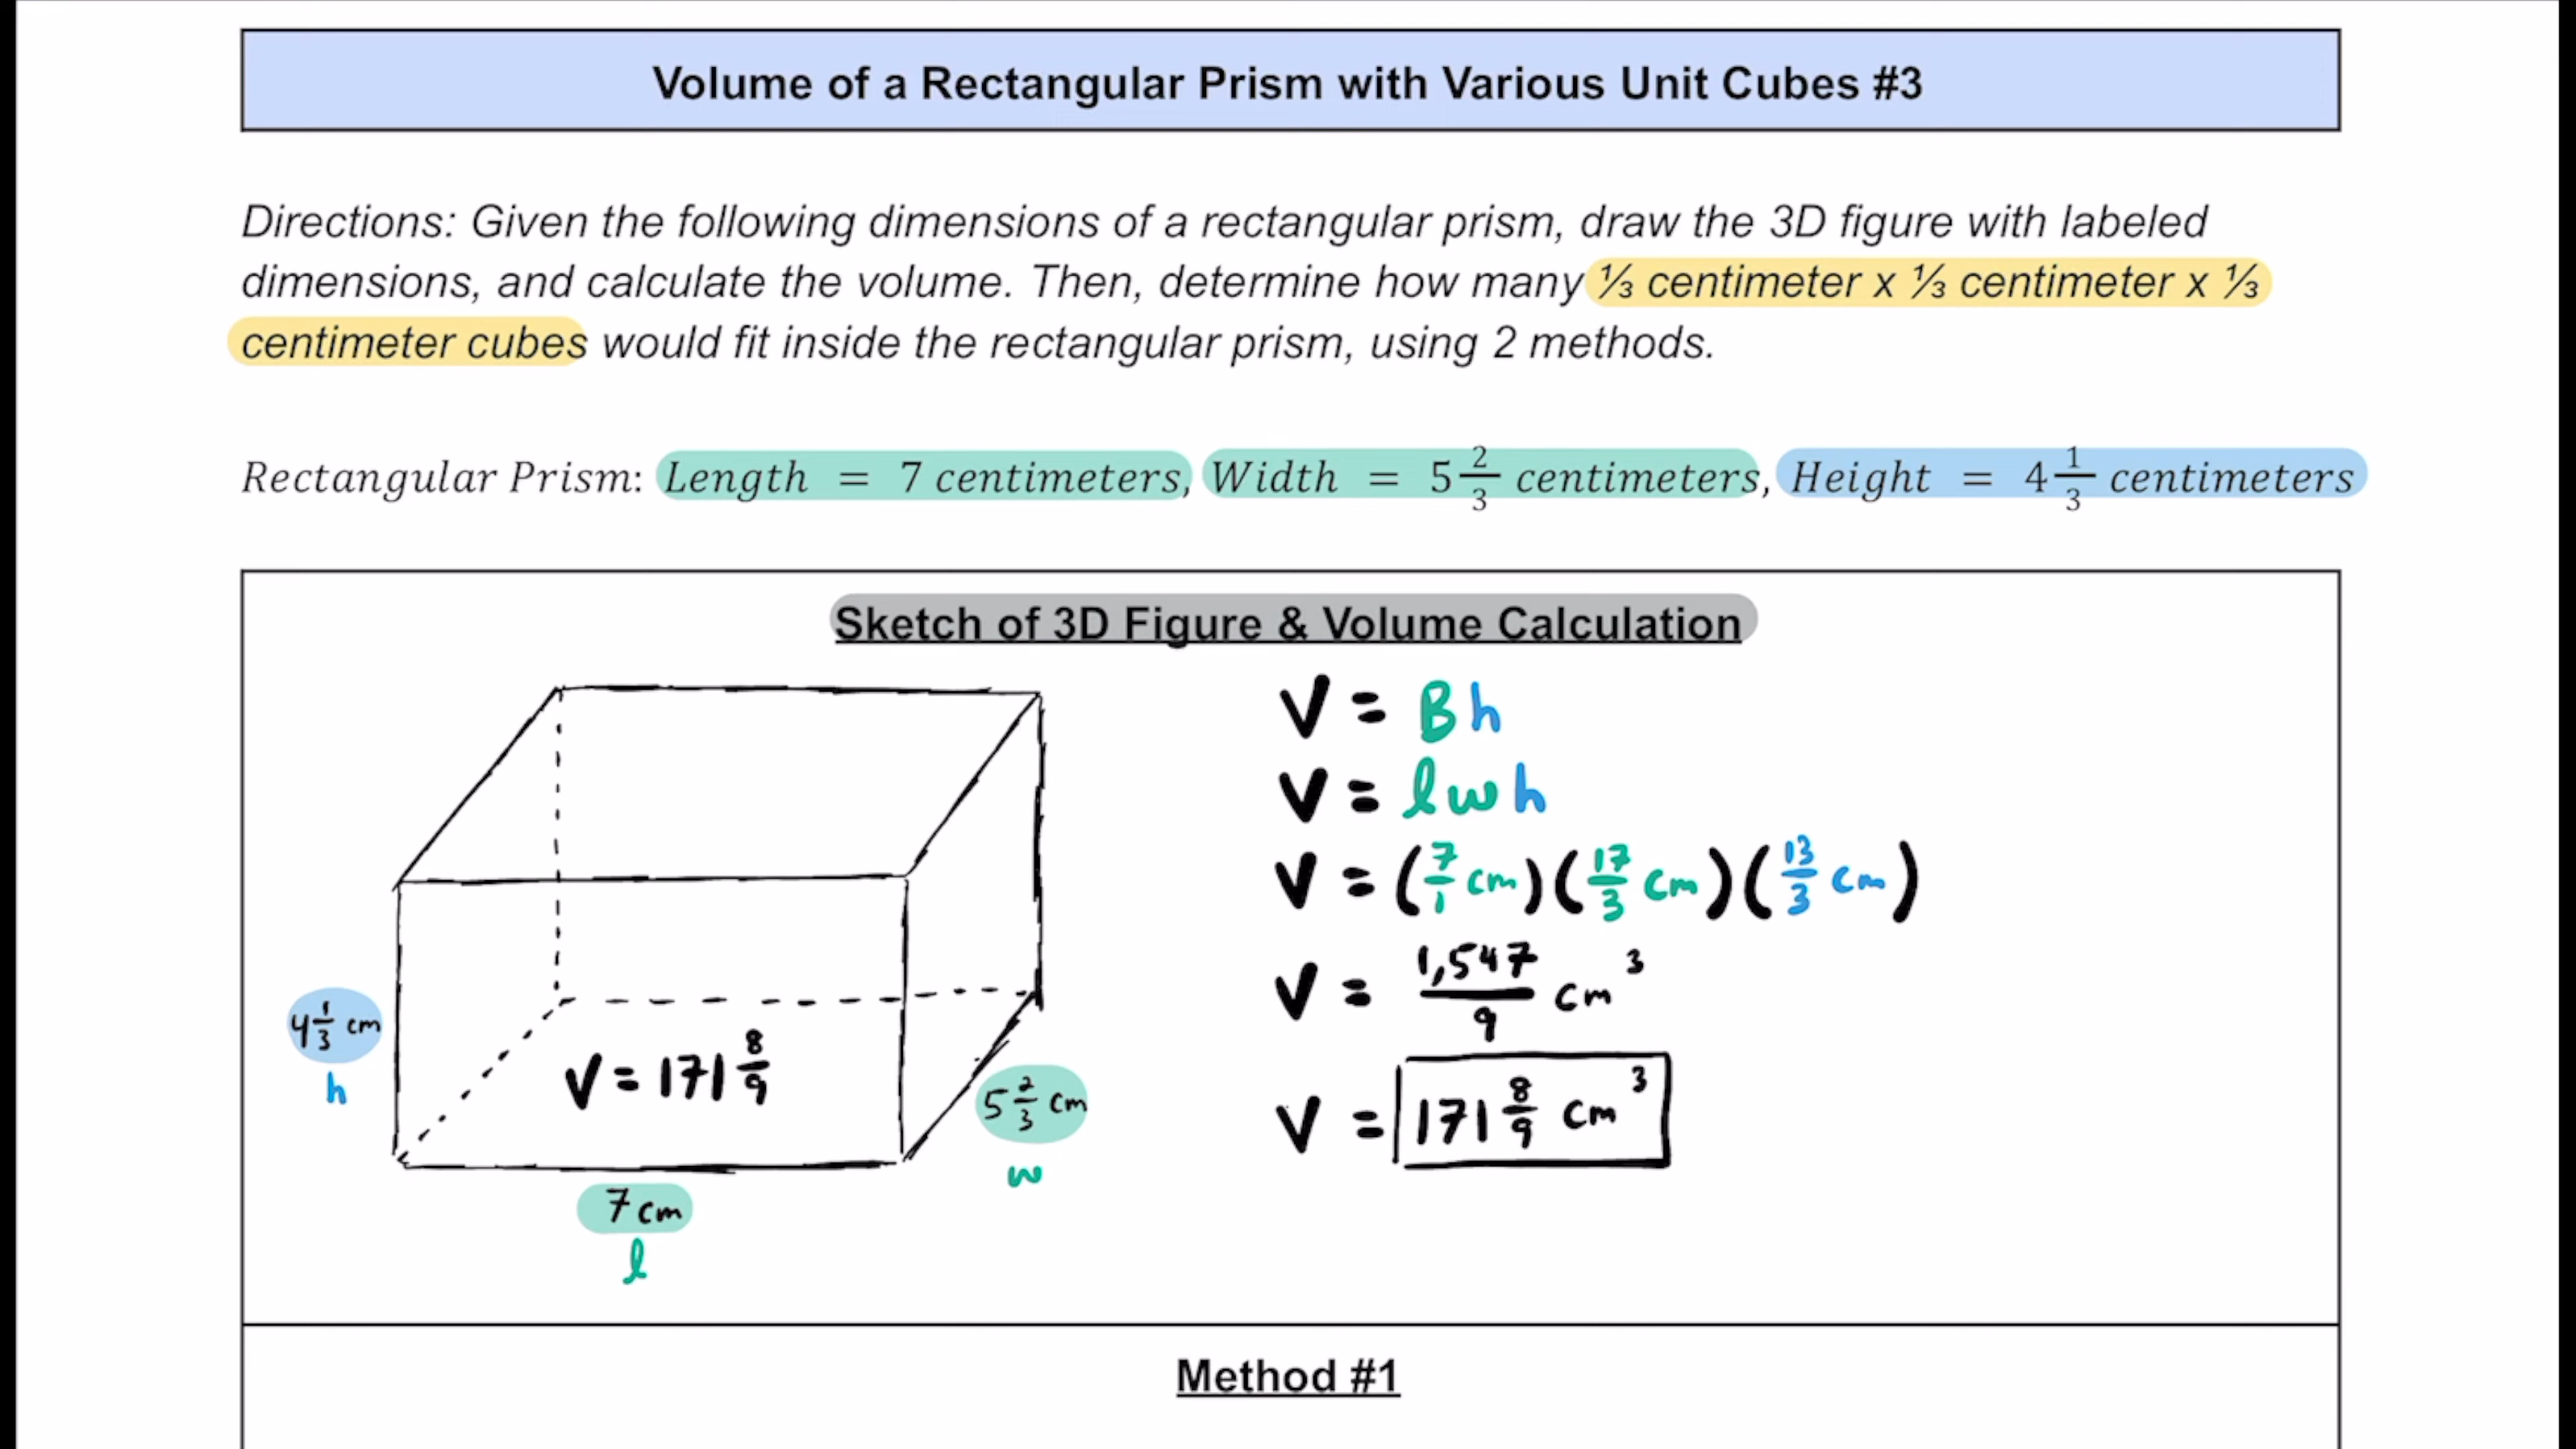 Volume of a Rectangular Prism with Various Unit Cubes #3
Directions: Given the following dimensions of a rectangular prism, draw the 3D figure with labeled
dimensions, and calculate the volume. Then, determine how many ⅓ centimeter x ⅓ centimeter x ⅓
centimeter cubes would fit inside the rectangular prism, using 2 methods.
Rectangular Prism: Length = 7 centimeters, Width = 5 2/3 centimeters, Height = 4 1/3 centimeters
Sketch of 3D Figure & Volume Calculation
4 1/3 cm
h
V = 171 8/9
5 2/3 cm
w
7 cm
l
V = Bh
V = lwh
V = (7/1 cm)(17/3 cm)(13/3 cm)
V = 1,547/9 cm³
V = 171 8/9 cm³
Method #1